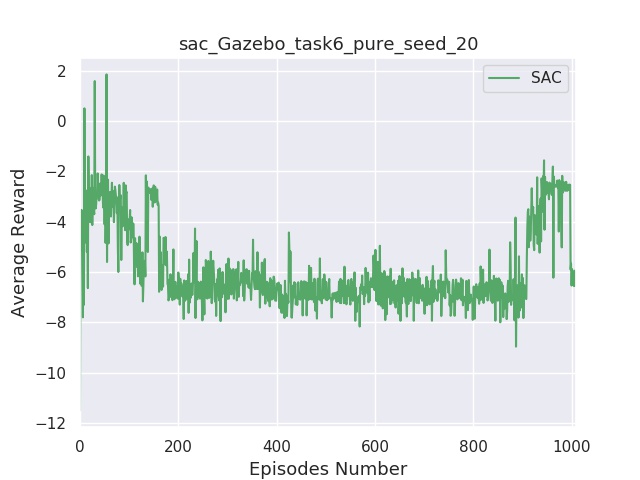 sac_Gazebo_task6_pure_seed_20
SAC
2
0
−2
−4
−6
−8
−10
−12
Average Reward
0 200 400 600 800 1000
Episodes Number